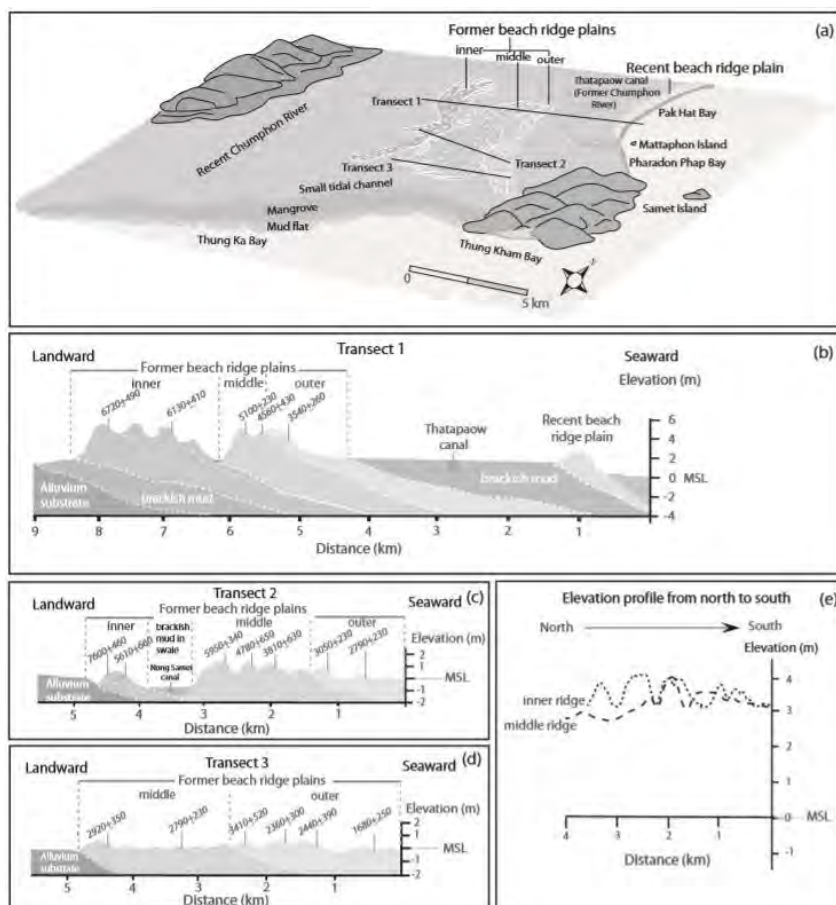 (a)
Former beach ridge plains
inner
middle
outer
Recent beach ridge plain
Thatapaow canal
(Former Chumphon
River)
Transect 1
Pak Hat Bay
Mattaphon Island
Pharadon Phap Bay
Recent Chumphon River
Transect 2
Transect 3
Small tidal channel
Samet Island
Mangrove
Mud flat
Thung Ka Bay
Thung Kham Bay
0
5 km
(b)
Landward
Transect 1
Seaward
Former beach ridge plains
inner
middle
outer
Elevation (m)
6720+490
6130+410
5100+230
4580+430
3540+260
Thatapaow
canal
Recent beach
ridge plain
6
4
2
0
MSL
-2
-4
Alluvium
substrate
brackish mud
brackish mud
9 8 7 6 5 4 3 2 1
Distance (km)
(c)
Transect 2
Landward
Seaward
Former beach ridge plains
inner
brackish
mud in
swale
middle
outer
Elevation (m)
7600+460
5610+660
Nong Samet
canal
5950+340
4780+650
3810+630
3050+230
2790+230
2
1
0
MSL
-1
-2
Alluvium
substrate
5 4 3 2 1
Distance (km)
(d)
Landward
Transect 3
Seaward
Former beach ridge plains
middle
outer
Elevation (m)
2920+350
2790+230
3410+520
2360+300
2440+390
1680+250
2
1
0
MSL
-1
-2
Alluvium
substrate
5 4 3 2 1
Distance (km)
(e)
Elevation profile from north to south
North
South
Elevation (m)
inner ridge
middle ridge
4
3
2
1
0
MSL
-1
4 3 2 1
Distance (km)